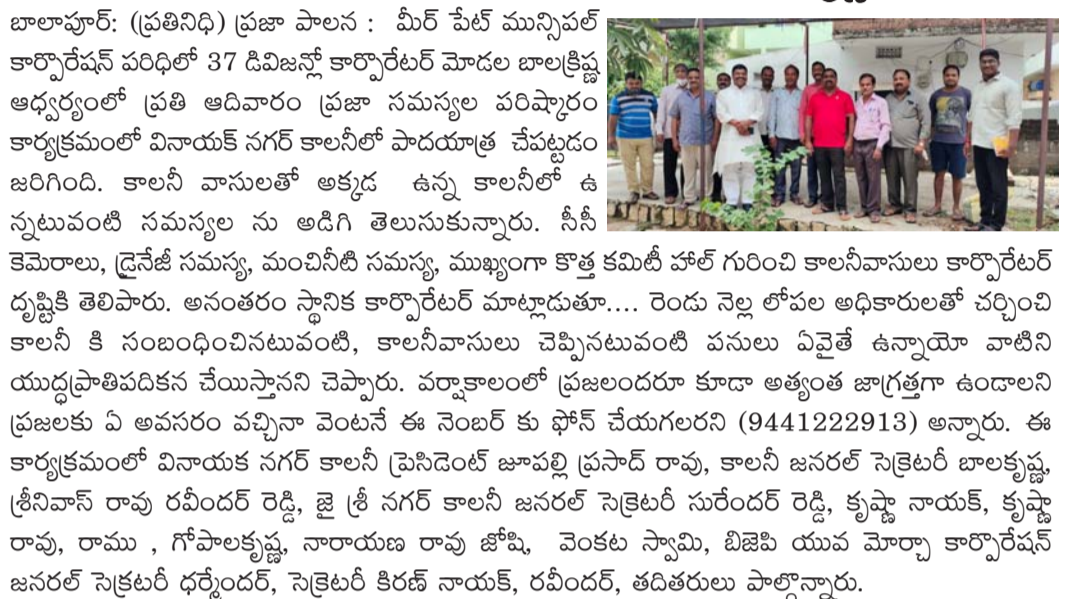 బాలాపూర్: (ప్రతినిధి) ప్రజా పాలన : మీర్ పేట్ మున్సిపల్
కార్పొరేషన్ పరిధిలో 37 డివిజన్లో కార్పొరేటర్ మోడల బాలక్రిష్ణ
ఆధ్వర్యంలో ప్రతి ఆదివారం ప్రజా సమస్యల పరిష్కారం
కార్యక్రమంలో వినాయక్ నగర్ కాలనీలో పాదయాత్ర చేపట్టడం
జరిగింది. కాలనీ వాసులతో అక్కడ ఉన్న కాలనీలో ఉ
న్నటువంటి సమస్యల ను అడిగి తెలుసుకున్నారు. సీసీ
కెమెరాలు, డ్రైనేజీ సమస్య, మంచినీటి సమస్య, ముఖ్యంగా కొత్త కమిటీ హాల్ గురించి కాలనీవాసులు కార్పొరేటర్
దృష్టికి తెలిపారు. అనంతరం స్థానిక కార్పొరేటర్ మాట్లాడుతూ.... రెండు నెల్ల లోపల అధికారులతో చర్చించి
కాలనీ కి సంబంధించినటువంటి, కాలనీవాసులు చెప్పినటువంటి పనులు ఏవైతే ఉన్నాయో వాటిని
యుద్ధప్రాతిపదికన చేయిస్తానని చెప్పారు. వర్షాకాలంలో ప్రజలందరూ కూడా అత్యంత జాగ్రత్తగా ఉండాలని
ప్రజలకు ఏ అవసరం వచ్చినా వెంటనే ఈ నెంబర్ కు ఫోన్ చేయగలరని (9441222913) అన్నారు. ఈ
కార్యక్రమంలో వినాయక నగర్ కాలనీ ప్రెసిడెంట్ జూపల్లి ప్రసాద్ రావు, కాలనీ జనరల్ సెక్రెటరీ బాలకృష్ణ,
శ్రీనివాస్ రావు రవీందర్ రెడ్డి, జై శ్రీ నగర్ కాలనీ జనరల్ సెక్రెటరీ సురేందర్ రెడ్డి, కృష్ణా నాయక్, కృష్ణా
రావు, రాము , గోపాలకృష్ణ, నారాయణ రావు జోషి, వెంకట స్వామి, బిజెపి యువ మోర్చా కార్పొరేషన్
జనరల్ సెక్రటరీ ధర్మేందర్, సెక్రెటరీ కిరణ్ నాయక్, రవీందర్, తదితరులు పాల్గొన్నారు.